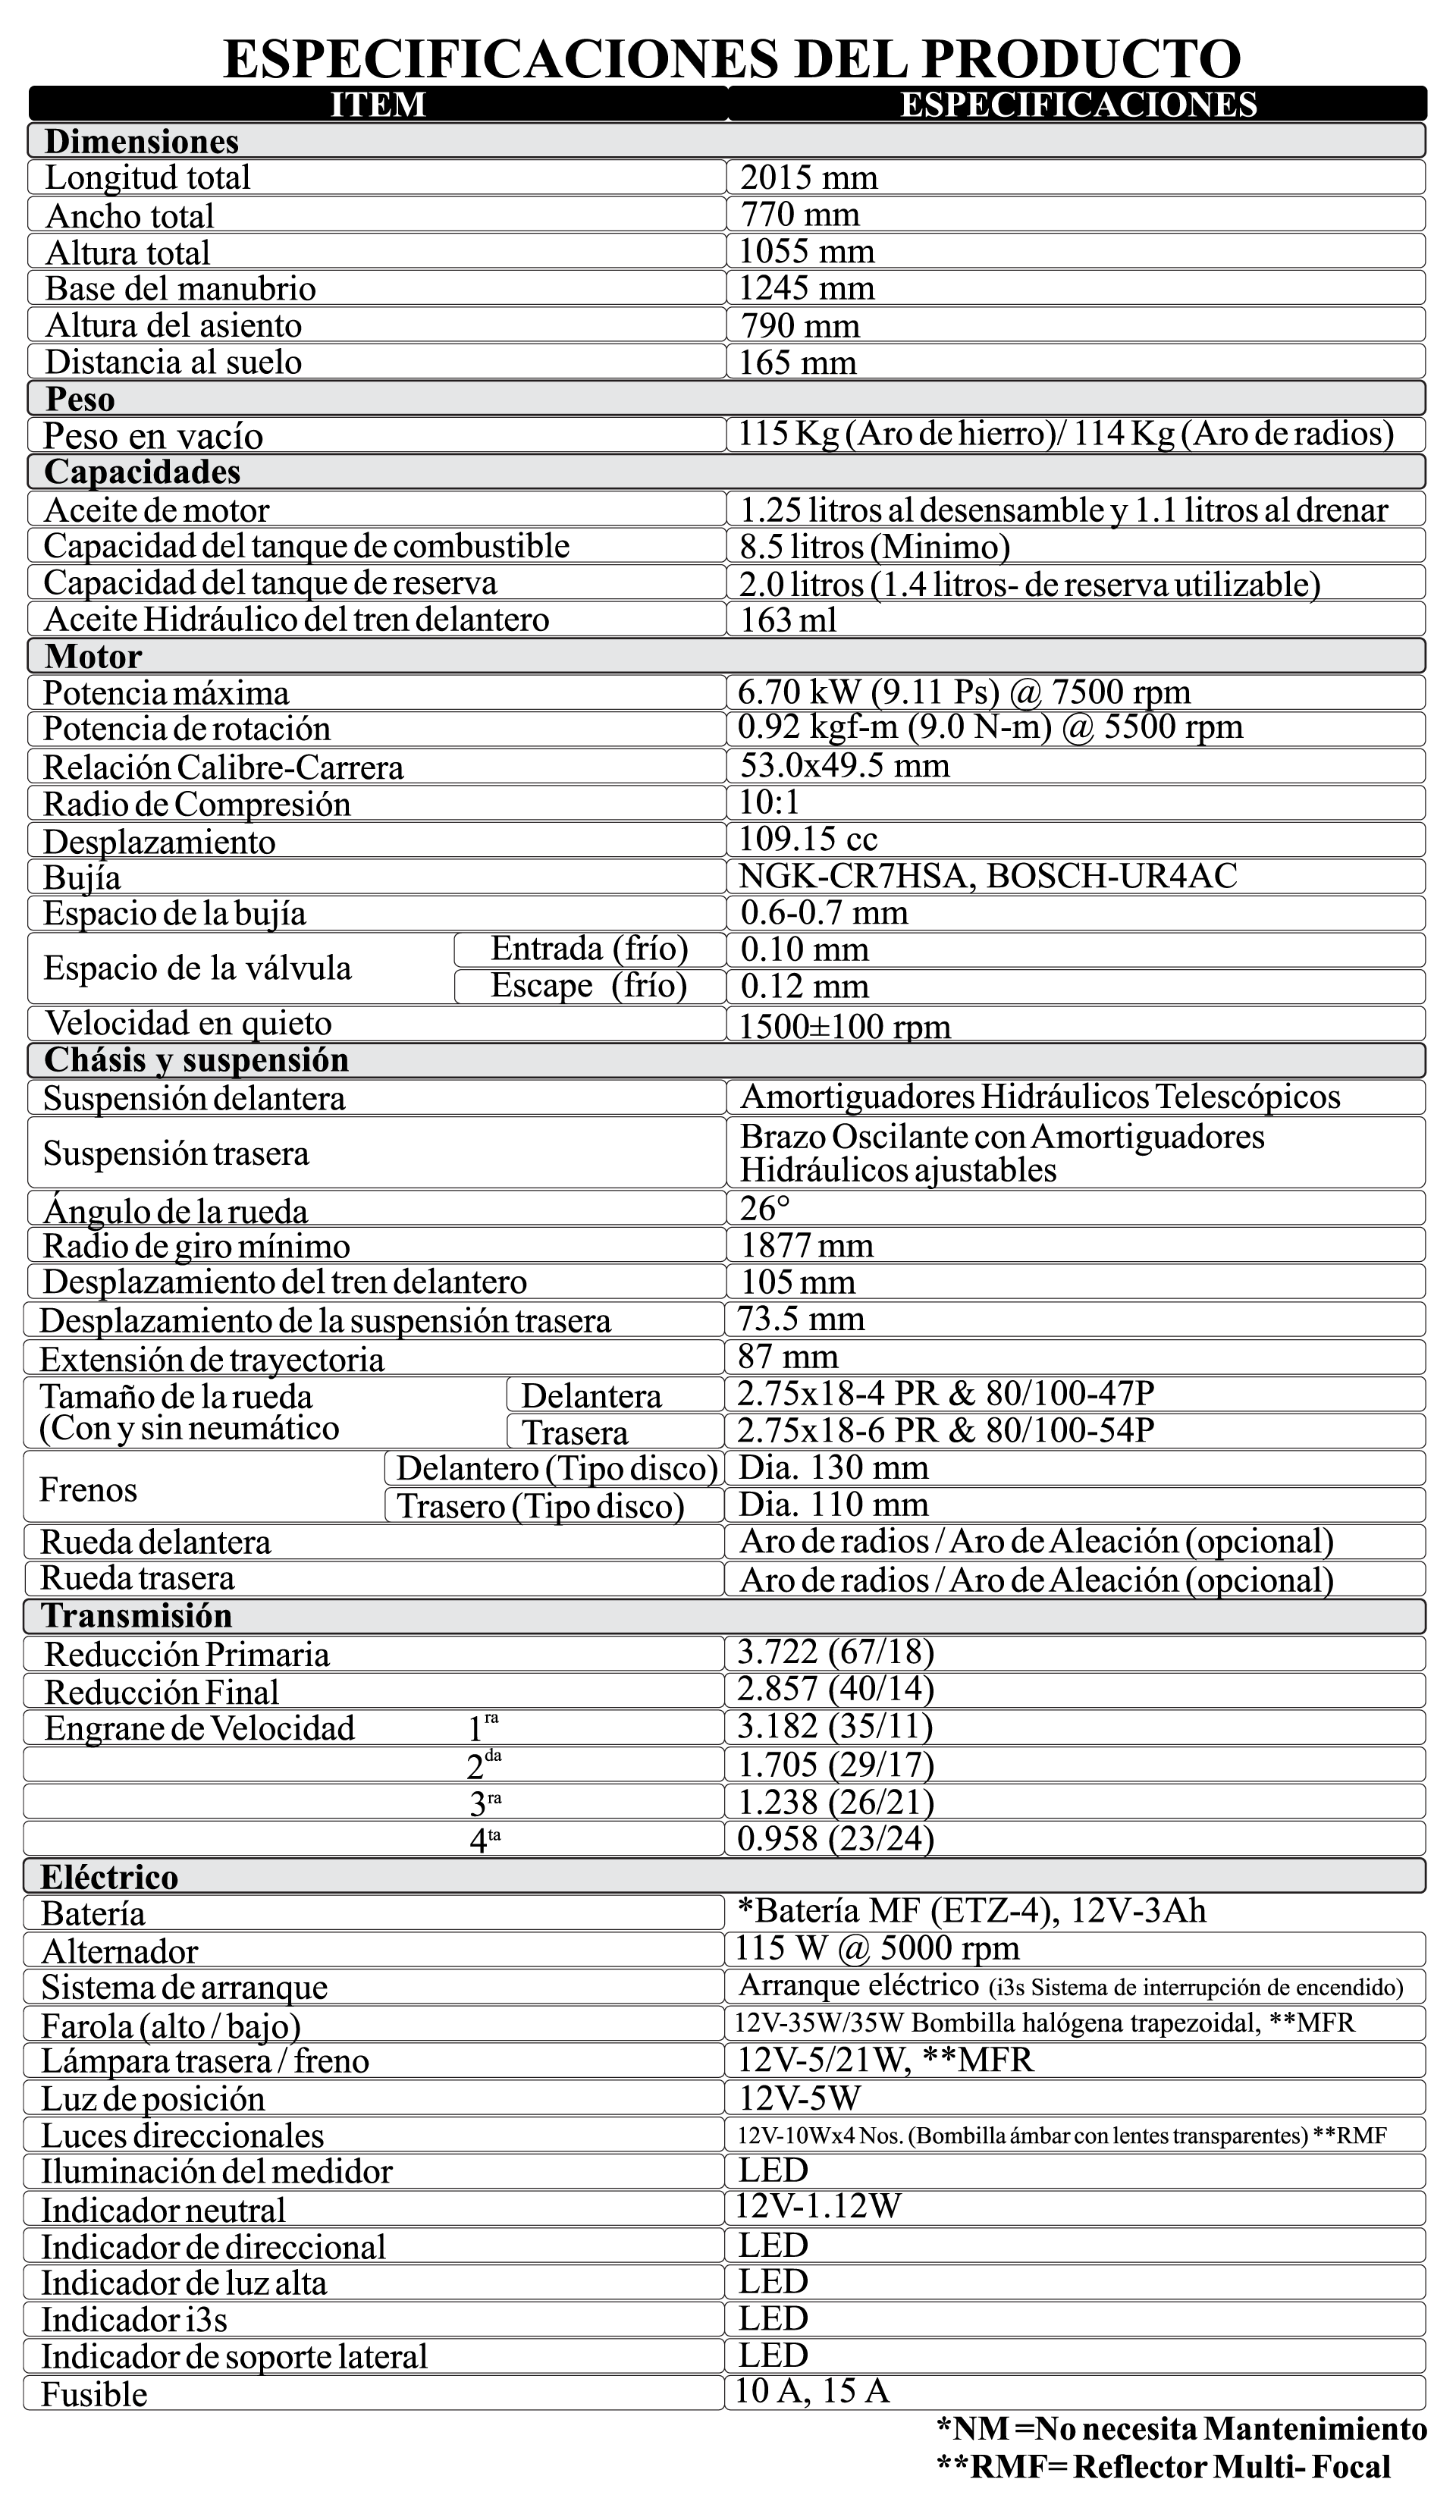 ESPECIFICACIONES DEL PRODUCTO
ITEM ESPECIFICACIONES
Dimensiones
Longitud total 2015 mm
Ancho total 770 mm
Altura total 1055 mm
Base del manubrio 1245 mm
Altura del asiento 790 mm
Distancia al suelo 165 mm
Peso
Peso en vacío 115 Kg (Aro de hierro)/ 114 Kg (Aro de radios)
Capacidades
Aceite de motor 1.25 litros al desensamble y 1.1 litros al drenar
Capacidad del tanque de combustible 8.5 litros (Minimo)
Capacidad del tanque de reserva 2.0 litros (1.4 litros- de reserva utilizable)
Aceite Hidráulico del tren delantero 163 ml
Motor
Potencia máxima 6.70 kW (9.11 Ps) @ 7500 rpm
Potencia de rotación 0.92 kgf-m (9.0 N-m) @ 5500 rpm
Relación Calibre-Carrera 53.0x49.5 mm
Radio de Compresión 10:1
Desplazamiento 109.15 cc
Bujía NGK-CR7HSA, BOSCH-UR4AC
Espacio de la bujía 0.6-0.7 mm
Espacio de la válvula Entrada (frío) 0.10 mm
Escape (frío) 0.12 mm
Velocidad en quieto 1500±100 rpm
Chásis y suspensión
Suspensión delantera Amortiguadores Hidráulicos Telescópicos
Suspensión trasera Brazo Oscilante con Amortiguadores
Hidráulicos ajustables
Ángulo de la rueda 26°
Radio de giro mínimo 1877 mm
Desplazamiento del tren delantero 105 mm
Desplazamiento de la suspensión trasera 73.5 mm
Extensión de trayectoria 87 mm
Tamaño de la rueda Delantera 2.75x18-4 PR & 80/100-47P
(Con y sin neumático Trasera 2.75x18-6 PR & 80/100-54P
Frenos Delantero (Tipo disco) Dia. 130 mm
Trasero (Tipo disco) Dia. 110 mm
Rueda delantera Aro de radios / Aro de Aleación (opcional)
Rueda trasera Aro de radios / Aro de Aleación (opcional)
Transmisión
Reducción Primaria 3.722 (67/18)
Reducción Final 2.857 (40/14)
Engrane de Velocidad 1ra 3.182 (35/11)
2da 1.705 (29/17)
3ra 1.238 (26/21)
4ta 0.958 (23/24)
Eléctrico
Batería *Batería MF (ETZ-4), 12V-3Ah
Alternador 115 W @ 5000 rpm
Sistema de arranque Arranque eléctrico (i3s Sistema de interrupción de encendido)
Farola (alto / bajo) 12V-35W/35W Bombilla halógena trapezoidal, **MFR
Lámpara trasera / freno 12V-5/21W, **MFR
Luz de posición 12V-5W
Luces direccionales 12V-10Wx4 Nos. (Bombilla ámbar con lentes transparentes) **RMF
Iluminación del medidor LED
Indicador neutral 12V-1.12W
Indicador de direccional LED
Indicador de luz alta LED
Indicador i3s LED
Indicador de soporte lateral LED
Fusible 10 A, 15 A
*NM =No necesita Mantenimiento
**RMF= Reflector Multi- Focal